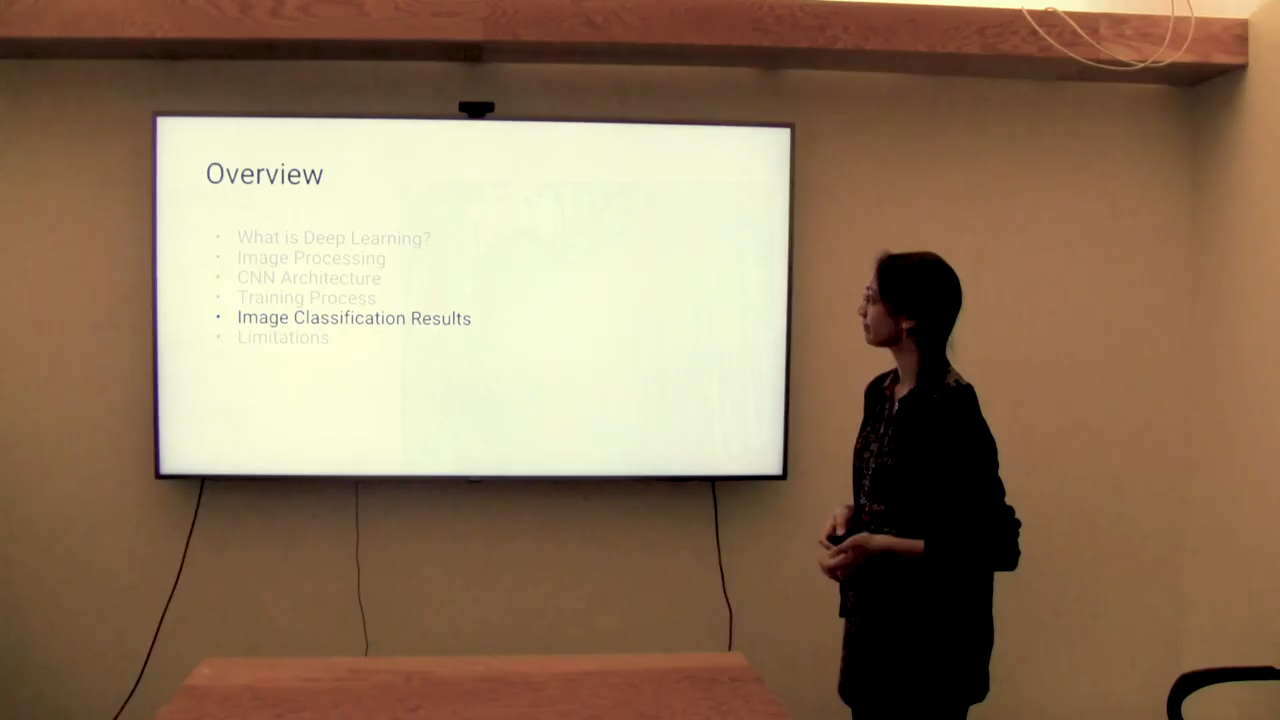 Overview
• What is Deep Learning?
• Image Processing
• CNN Architecture
• Training Process
• Image Classification Results
• Limitations